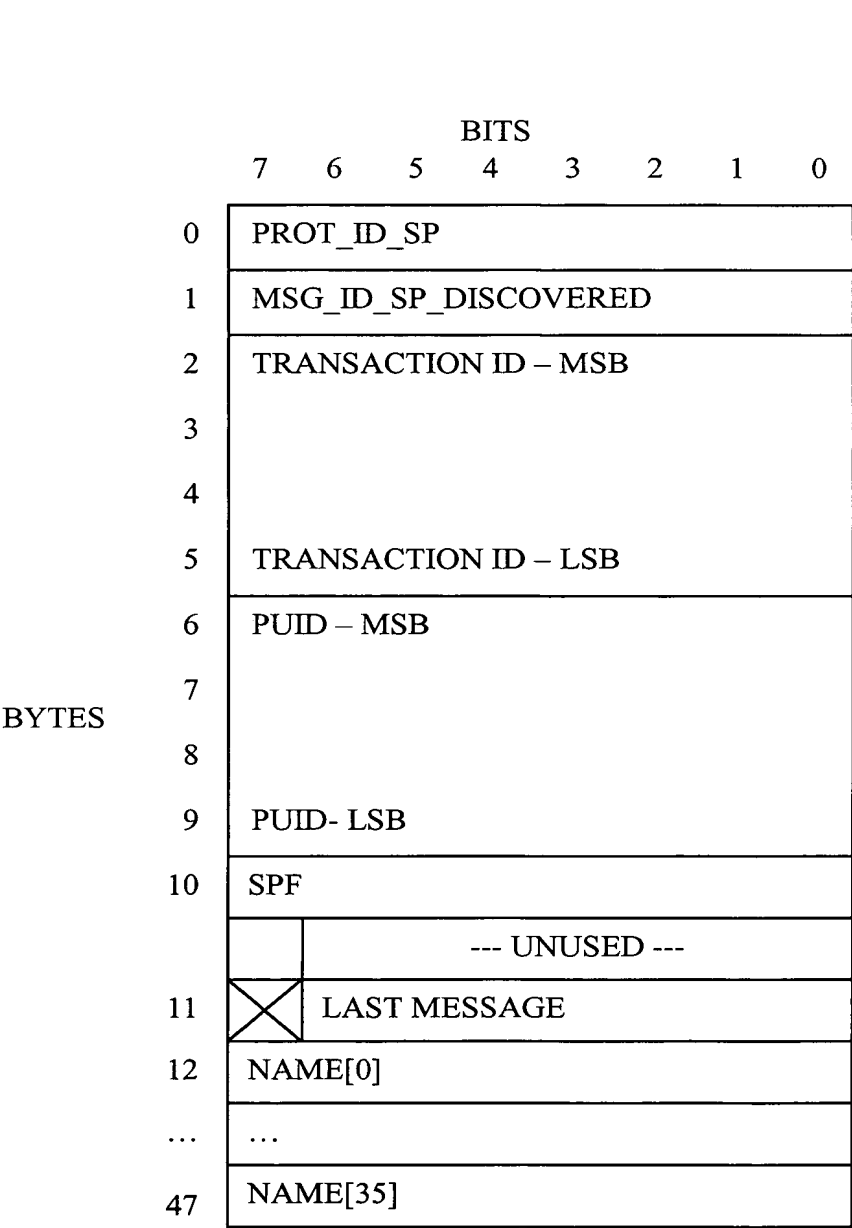 BITS
7 6 5 4 3 2 1 0
0 PROT_ID_SP
1 MSG_ID_SP_DISCOVERED
2 TRANSACTION ID – MSB
3
4
5 TRANSACTION ID – LSB
6 PUID – MSB
7
BYTES
8
9 PUID- LSB
10 SPF
--- UNUSED ---
11 LAST MESSAGE
12 NAME[0]
... ...
47 NAME[35]